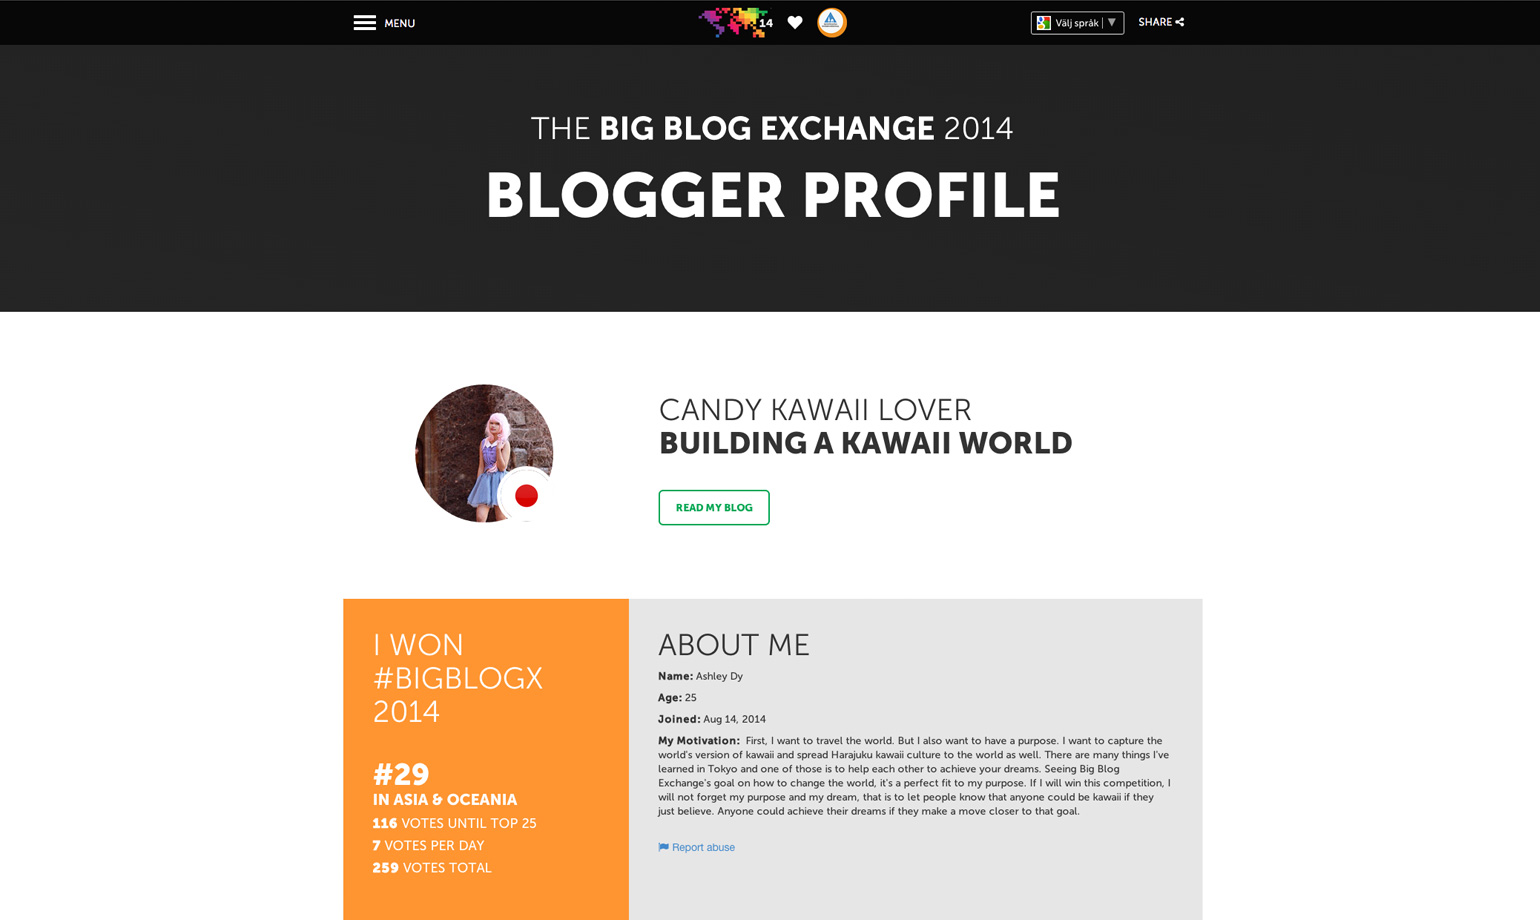 MENU
14
Välj språk
SHARE
THE BIG BLOG EXCHANGE 2014
BLOGGER PROFILE
CANDY KAWAII LOVER
BUILDING A KAWAII WORLD
READ MY BLOG
I WON
#BIGBLOGX
2014
#29
IN ASIA & OCEANIA
116 VOTES UNTIL TOP 25
7 VOTES PER DAY
259 VOTES TOTAL
ABOUT ME
Name: Ashley Dy
Age: 25
Joined: Aug 14, 2014
My Motivation: First, I want to travel the world. But I also want to have a purpose. I want to capture the
world's version of kawaii and spread Harajuku kawaii culture to the world as well. There are many things I've
learned in Tokyo and one of those is to help each other to achieve your dreams. Seeing Big Blog
Exchange's goal on how to change the world, it's a perfect fit to my purpose. If I will win this competition, I
will not forget my purpose and my dream, that is to let people know that anyone could be kawaii if they
just believe. Anyone could achieve their dreams if they make a move closer to that goal.
Report abuse